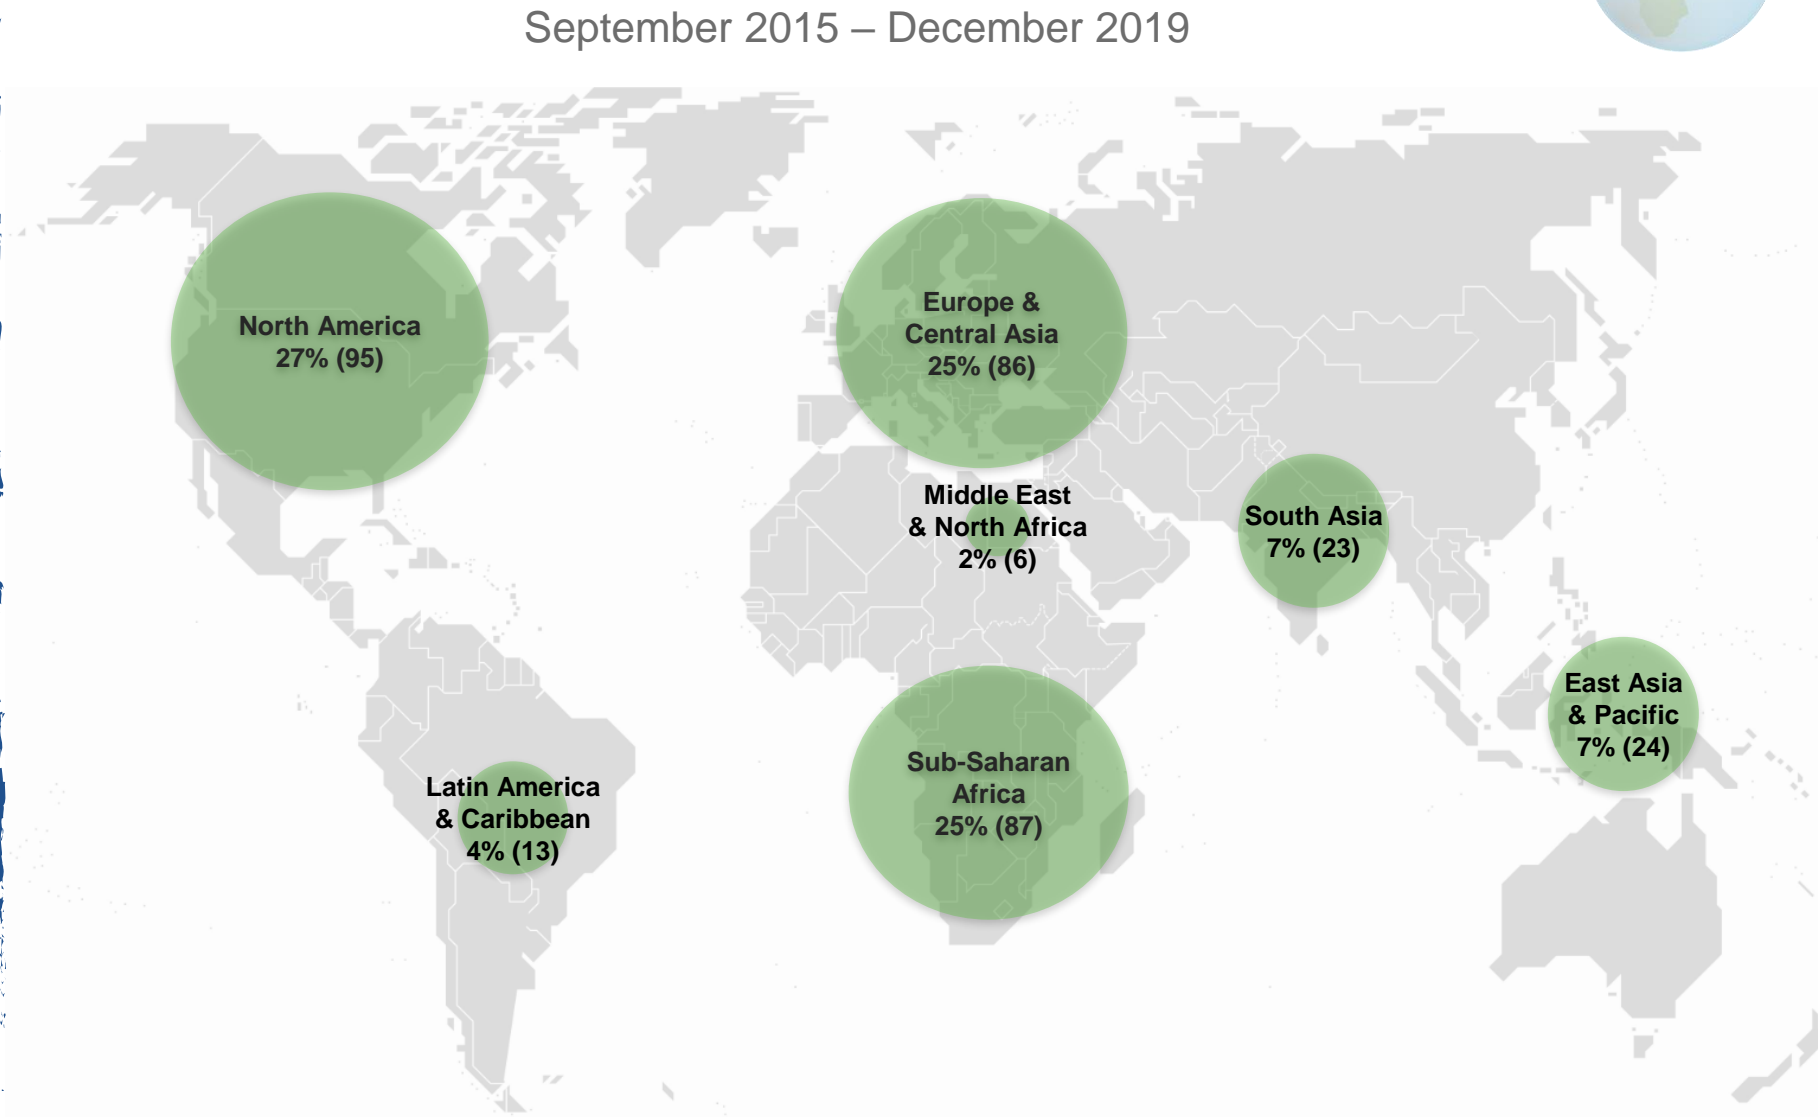 September 2015 – December 2019
North America
27% (95)
Europe &
Central Asia
25% (86)
Middle East
& North Africa
2% (6)
South Asia
7% (23)
East Asia
& Pacific
7% (24)
Sub-Saharan
Africa
25% (87)
Latin America
& Caribbean
4% (13)